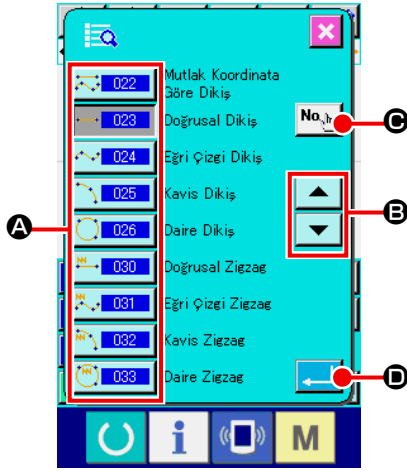 022 Mutlak Koordinata
Göre Dikiş
023 Doğrusal Dikiş
No.
C
024 Eğri Çizgi Dikiş
025 Kavis Dikiş
B
A
026 Daire Dikiş
030 Doğrusal Zigzag
031 Eğri Çizgi Zigzag
032 Kavis Zigzag
033 Daire Zigzag
D
i
M